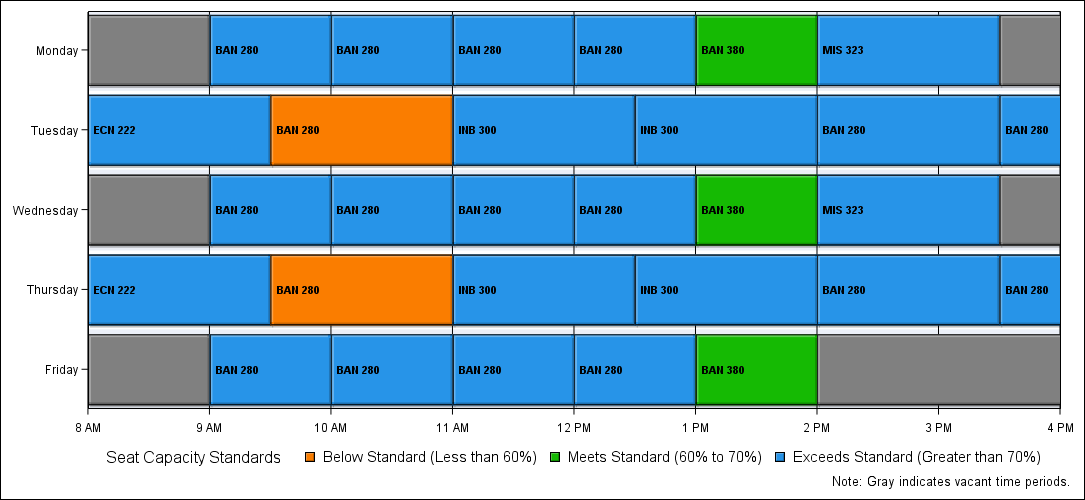 Monday BAN 280 BAN 280 BAN 280 BAN 280 BAN 380 MIS 323
Tuesday ECN 222 BAN 280 INB 300 INB 300 BAN 280 BAN 280
Wednesday BAN 280 BAN 280 BAN 280 BAN 280 BAN 380 MIS 323
Thursday ECN 222 BAN 280 INB 300 INB 300 BAN 280 BAN 280
Friday BAN 280 BAN 280 BAN 280 BAN 280 BAN 380
8 AM 9 AM 10 AM 11 AM 12 PM 1 PM 2 PM 3 PM 4 PM
Seat Capacity Standards Below Standard (Less than 60%) Meets Standard (60% to 70%) Exceeds Standard (Greater than 70%)
Note: Gray indicates vacant time periods.